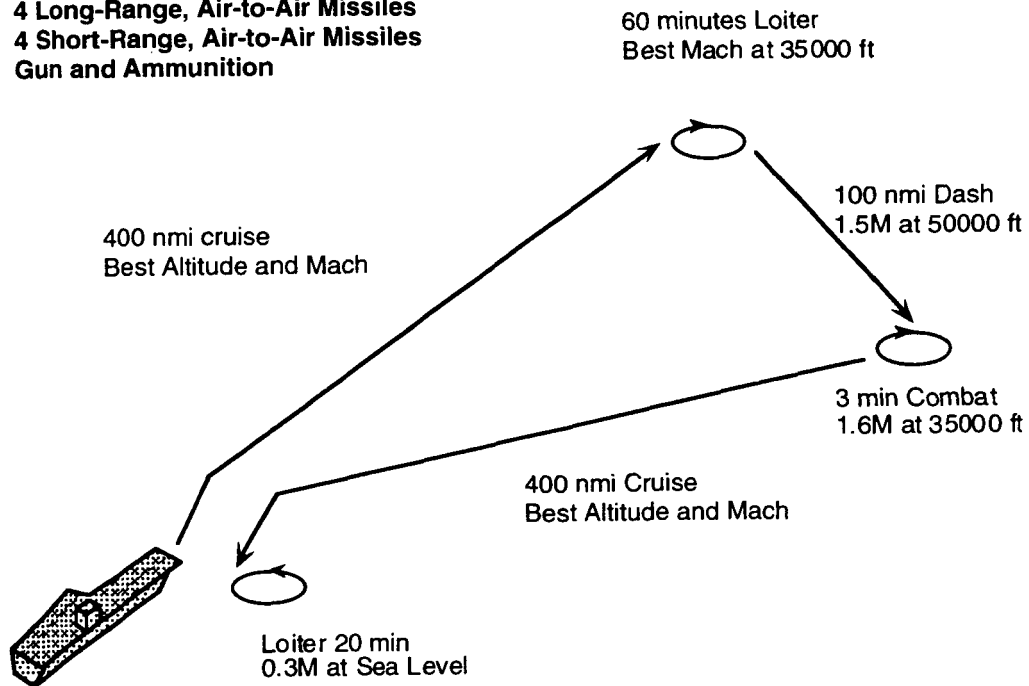 4 Long-Range, Air-to-Air Missiles
4 Short-Range, Air-to-Air Missiles
Gun and Ammunition
60 minutes Loiter
Best Mach at 35000 ft
400 nmi cruise
Best Altitude and Mach
100 nmi Dash
1.5M at 50000 ft
3 min Combat
1.6M at 35000 ft
400 nmi Cruise
Best Altitude and Mach
Loiter 20 min
0.3M at Sea Level